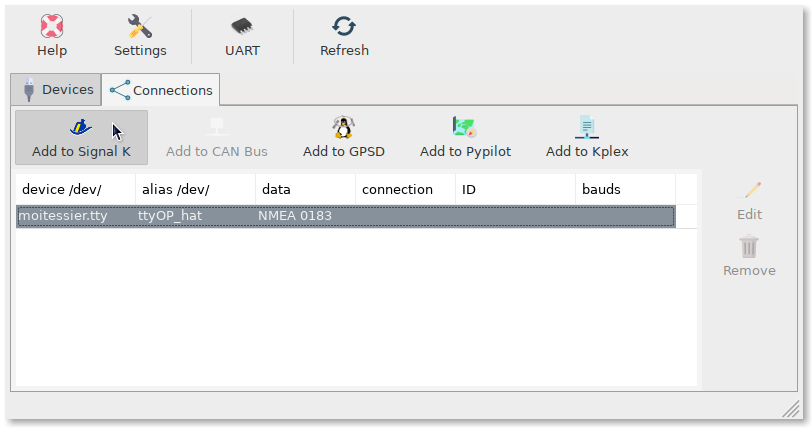 Help Settings UART Refresh
Devices Connections
Add to Signal K Add to CAN Bus Add to GPSD Add to Pypilot Add to Kplex
device /dev/ alias /dev/ data connection ID bauds
moitessier.tty ttyOP_hat NMEA 0183
Edit
Remove